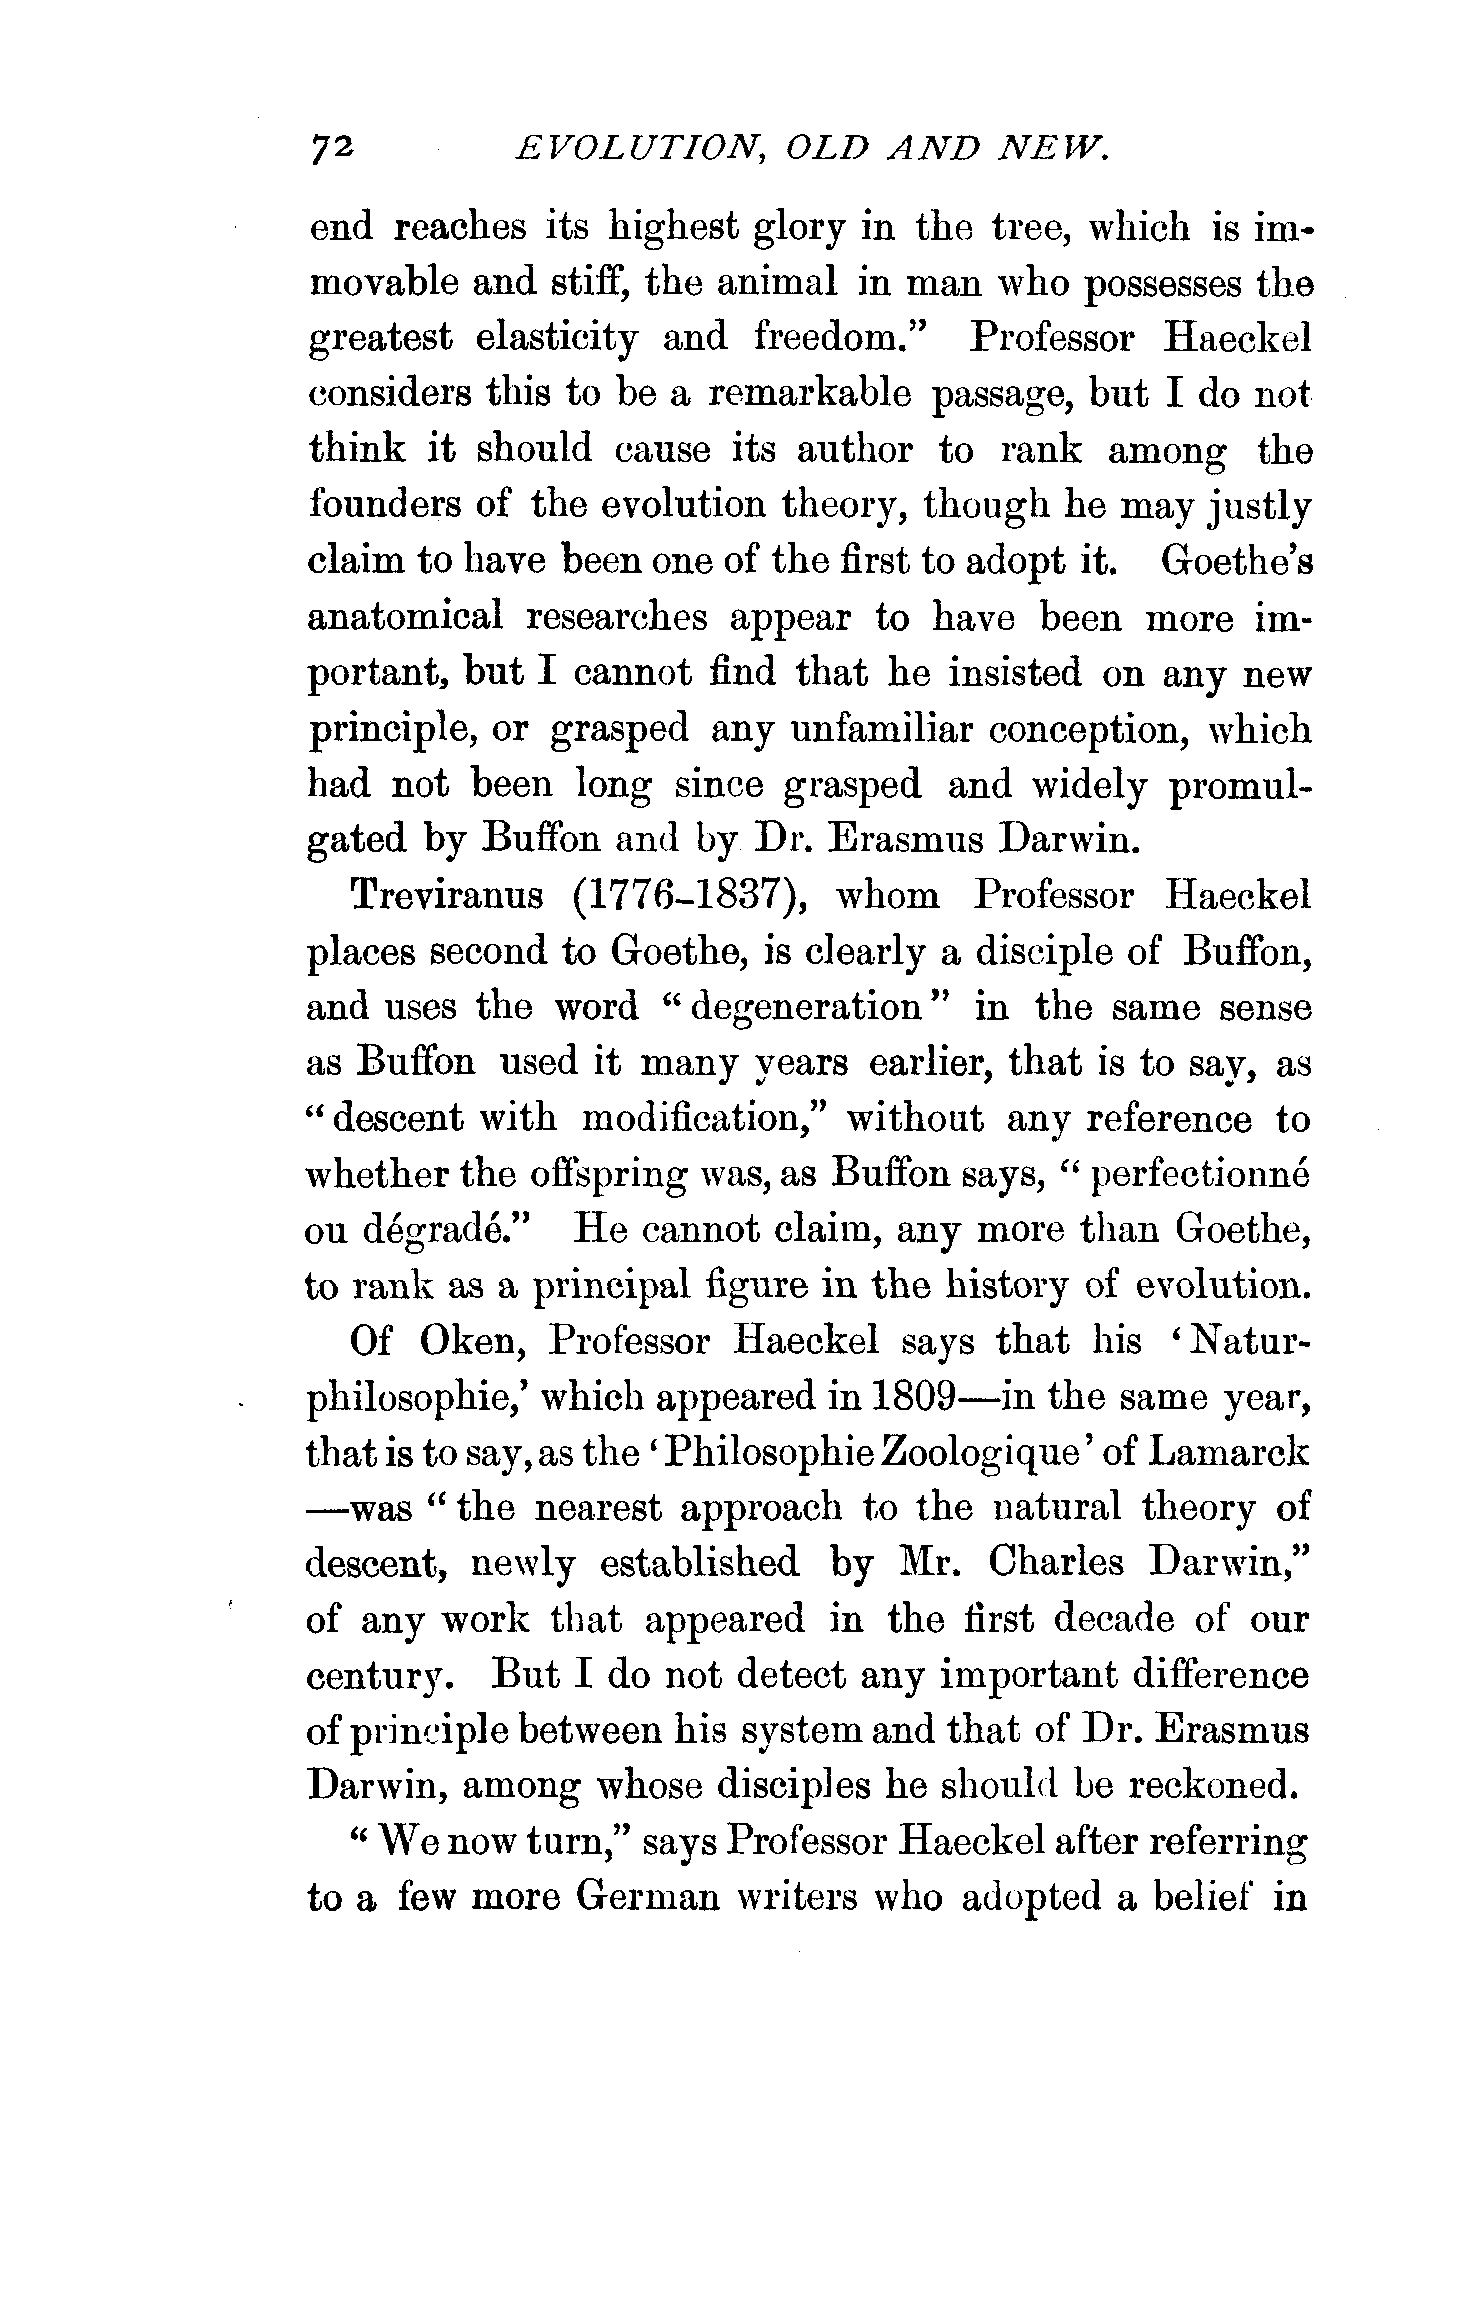 72 EVOLUTION, OLD AND NEW.
end reaches its highest glory in the tree, which is im-
movable and stiff, the animal in man who possesses the
greatest elasticity and freedom.” Professor Haeckel
considers this to be a remarkable passage, but I do not
think it should cause its author to rank among the
founders of the evolution theory, though he may justly
claim to have been one of the first to adopt it. Goethe’s
anatomical researches appear to have been more im-
portant, but I cannot find that he insisted on any new
principle, or grasped any unfamiliar conception, which
had not been long since grasped and widely promul-
gated by Buffon and by Dr. Erasmus Darwin.
Treviranus (1776–1837), whom Professor Haeckel
places second to Goethe, is clearly a disciple of Buffon,
and uses the word “degeneration” in the same sense
as Buffon used it many years earlier, that is to say, as
“descent with modification,” without any reference to
whether the offspring was, as Buffon says, “perfectionné
ou dégradé.” He cannot claim, any more than Goethe,
to rank as a principal figure in the history of evolution.
Of Oken, Professor Haeckel says that his ‘Natur-
philosophie,’ which appeared in 1809—in the same year,
that is to say, as the ‘Philosophie Zoologique’ of Lamarck
—was “the nearest approach to the natural theory of
descent, newly established by Mr. Charles Darwin,”
of any work that appeared in the first decade of our
century. But I do not detect any important difference
of principle between his system and that of Dr. Erasmus
Darwin, among whose disciples he should be reckoned.
“We now turn,” says Professor Haeckel after referring
to a few more German writers who adopted a belief in